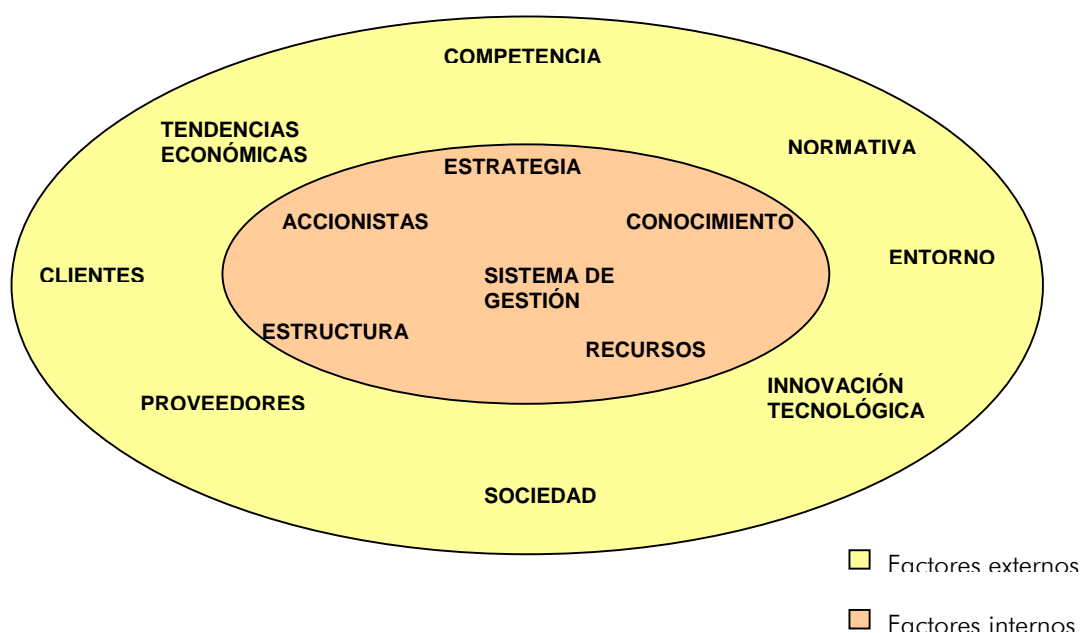 COMPETENCIA
TENDENCIAS
ECONÓMICAS
NORMATIVA
ESTRATEGIA
ACCIONISTAS
CONOCIMIENTO
ENTORNO
CLIENTES
SISTEMA DE
GESTIÓN
ESTRUCTURA
RECURSOS
INNOVACIÓN
TECNOLÓGICA
PROVEEDORES
SOCIEDAD
Factores externos
Factores internos